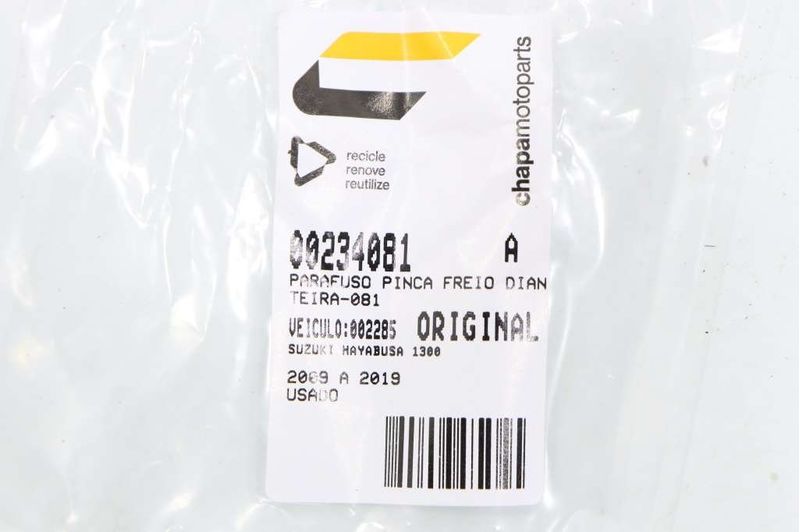 chapamotoparts
recicle
renove
reutilize
00234081 A
PARAFUSO PINCA FREIO DIAN
TEIRA-081
VEICULO:002285 ORIGINAL
SUZUKI HAYABUSA 1300
2009 A 2019
USADO